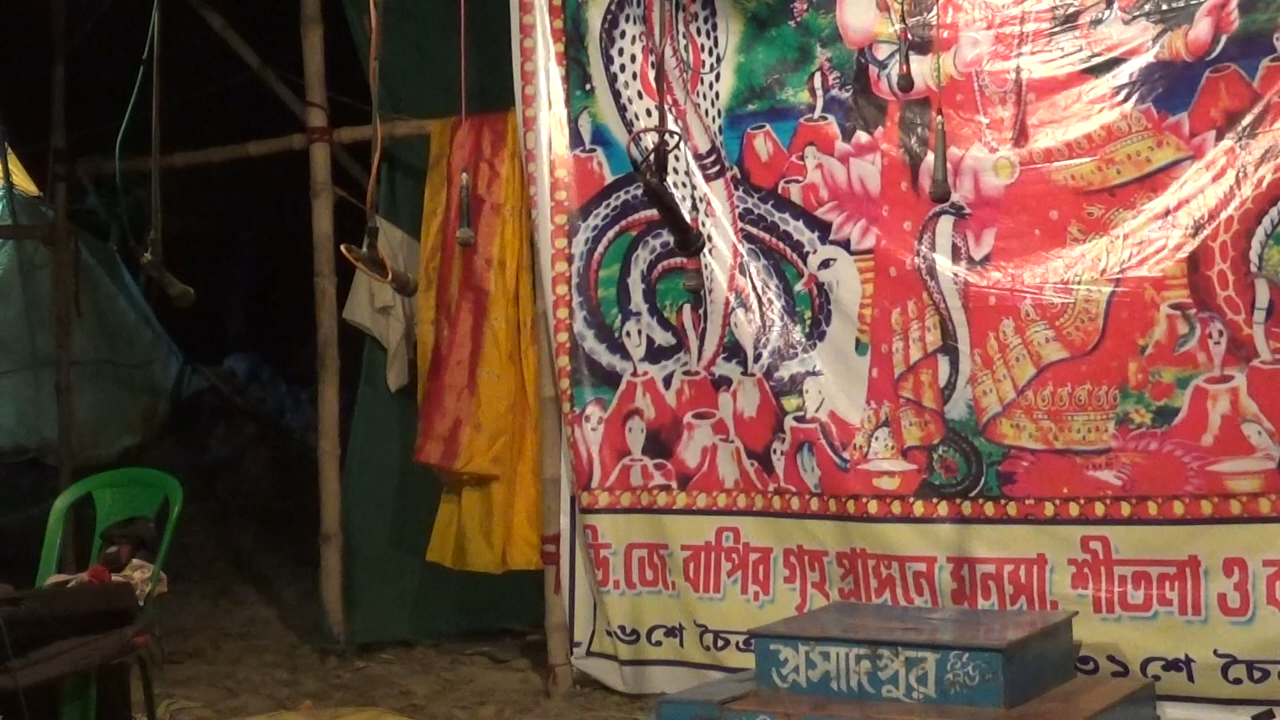 ডি.জে. বাপির গৃহ প্রাঙ্গনে মনসা, শীতলা ও
৬শে চৈত্র ৩১শে
প্রসাদপুর